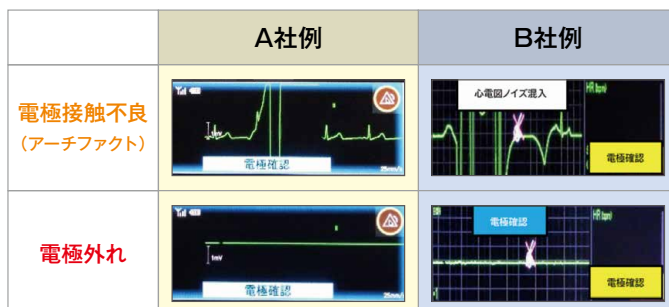 A社例
B社例
電極接触不良
（アーチファクト）
1mV
電極確認
25mm/s
心電図ノイズ混入
HR(bpm)
電極確認
電極外れ
1mV
電極確認
25mm/s
電極確認
HR(bpm)
電極確認